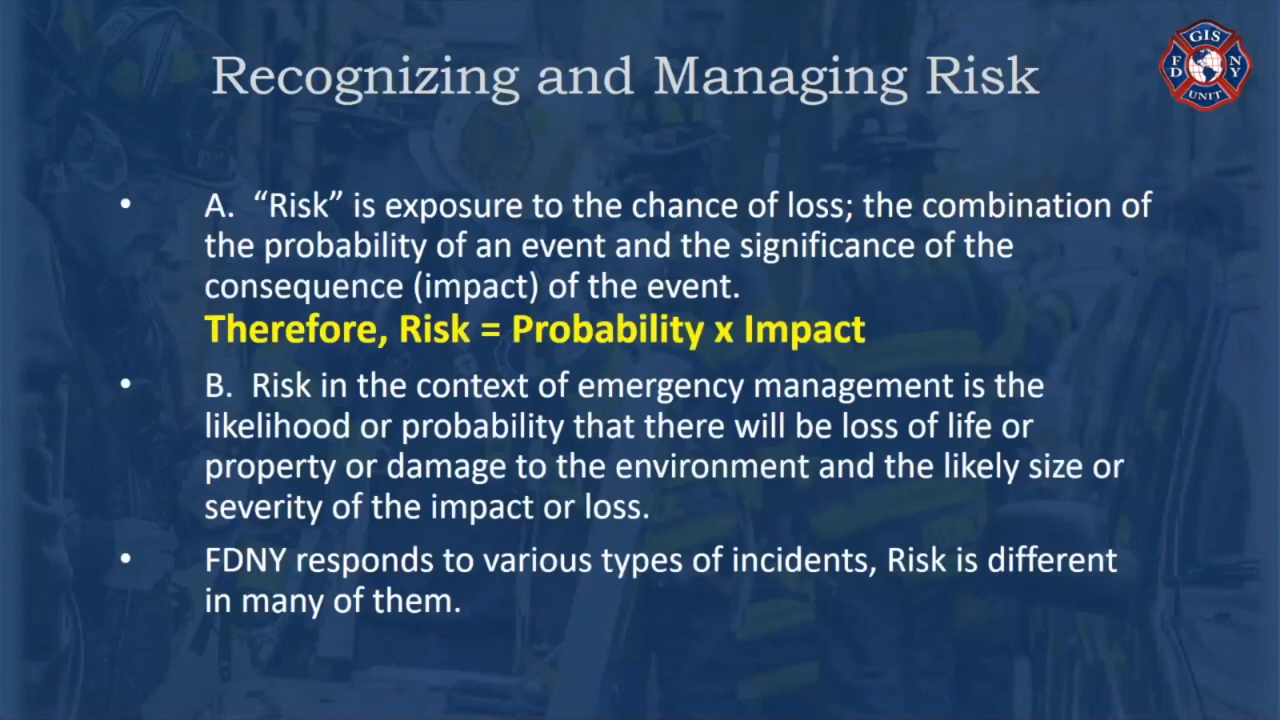 Recognizing and Managing Risk
GIS
FD NY
UNIT
• A. “Risk” is exposure to the chance of loss; the combination of
the probability of an event and the significance of the
consequence (impact) of the event.
Therefore, Risk = Probability x Impact
• B. Risk in the context of emergency management is the
likelihood or probability that there will be loss of life or
property or damage to the environment and the likely size or
severity of the impact or loss.
• FDNY responds to various types of incidents, Risk is different
in many of them.